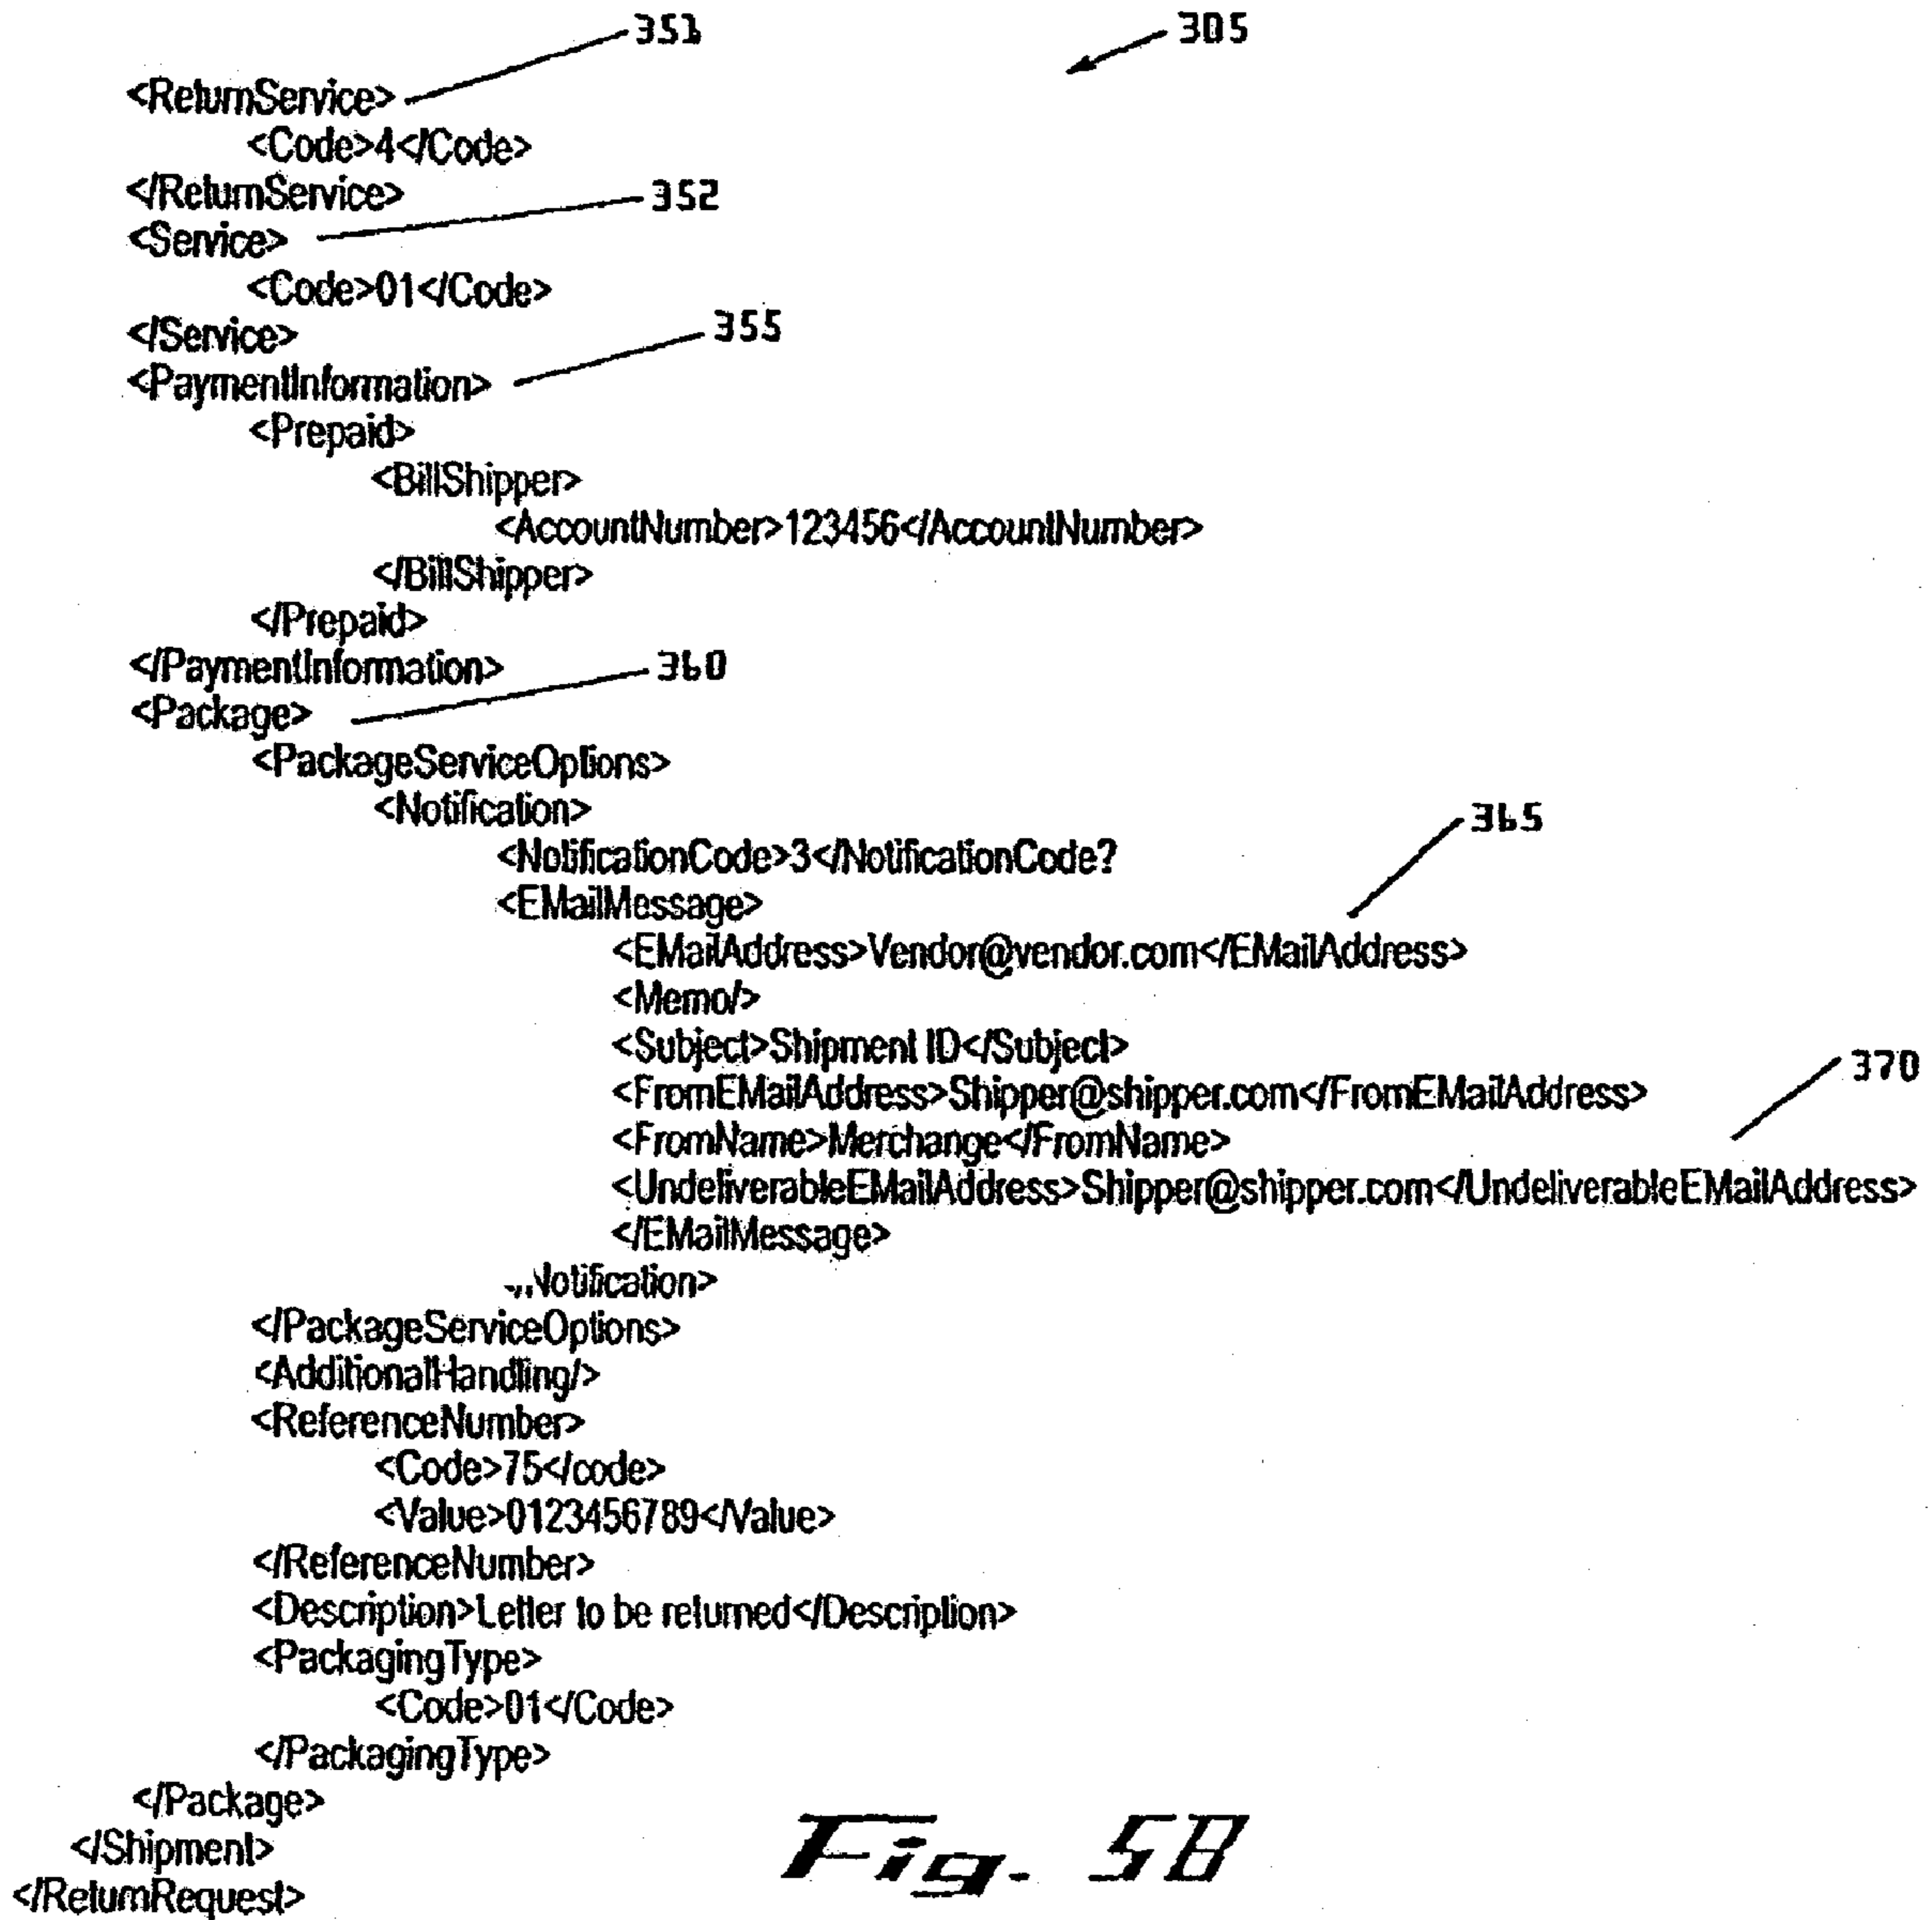 351
305
<ReturnService>
<Code>4</Code>
</ReturnService>
352
<Service>
<Code>01</Code>
</Service>
355
<PaymentInformation>
<Prepaid>
<BillShipper>
<AccountNumber>123456</AccountNumber>
</BillShipper>
</Prepaid>
</PaymentInformation>
360
<Package>
<PackageServiceOptions>
<Notification>
365
<NotificationCode>3</NotificationCode?
<EMailMessage>
<EMailAddress>Vendor@vendor.com</EMailAddress>
<Memo/>
<Subject>Shipment ID</Subject>
370
<FromEMailAddress>Shipper@shipper.com</FromEMailAddress>
<FromName>Merchange</FromName>
<UndeliverableEMailAddress>Shipper@shipper.com</UndeliverableEMailAddress>
</EMailMessage>
Notification>
</PackageServiceOptions>
<AdditionalHandling/>
<ReferenceNumber>
<Code>75</code>
<Value>0123456789</Value>
</ReferenceNumber>
<Description>Letter to be returned</Description>
<PackagingType>
<Code>01</Code>
</PackagingType>
</Package>
</Shipment>
</ReturnRequest>
Fig. 5B